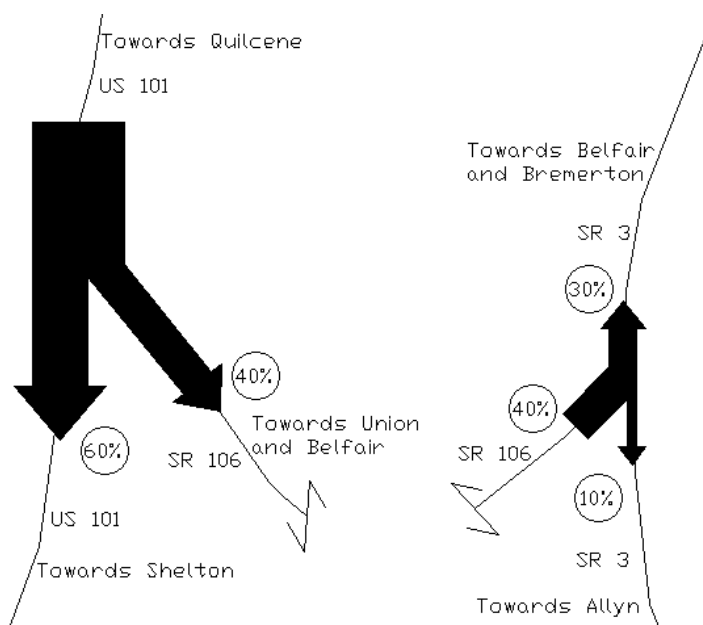 Towards Quilcene
US 101
40%
Towards Union
and Belfair
SR 106
60%
US 101
Towards Shelton
Towards Belfair
and Bremerton
SR 3
30%
40%
SR 106
10%
SR 3
Towards Allyn